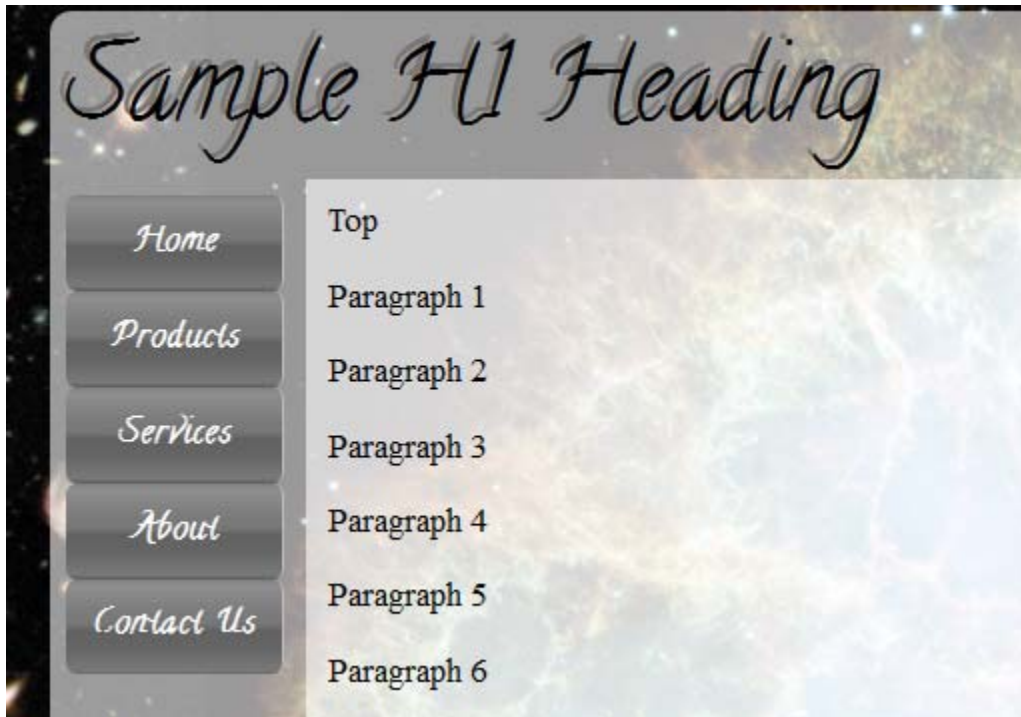 Sample H1 Heading
Home
Products
Services
About
Contact Us
Top
Paragraph 1
Paragraph 2
Paragraph 3
Paragraph 4
Paragraph 5
Paragraph 6